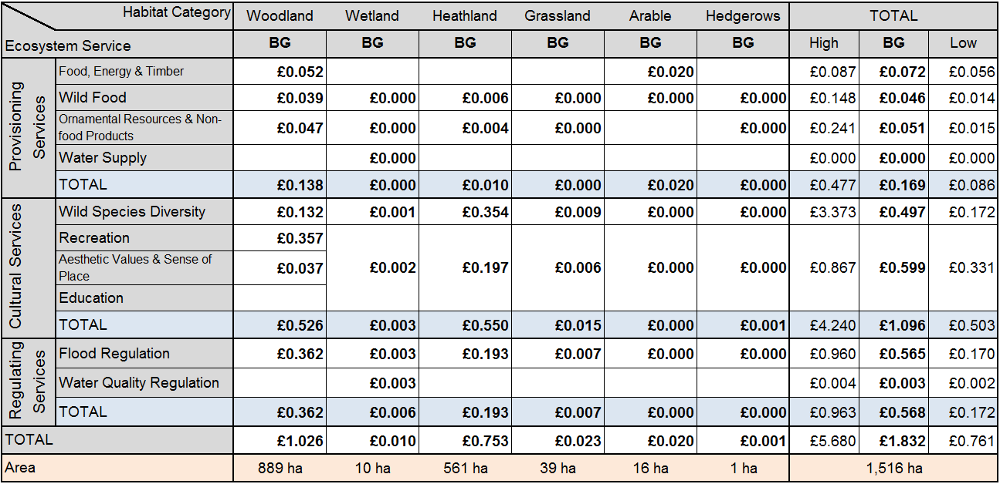 Habitat Category Woodland Wetland Heathland Grassland Arable Hedgerows TOTAL
Ecosystem Service BG BG BG BG BG BG High BG Low
Provisioning Services
Food, Energy & Timber £0.052 £0.020 £0.087 £0.072 £0.056
Wild Food £0.039 £0.000 £0.006 £0.000 £0.000 £0.000 £0.148 £0.046 £0.014
Ornamental Resources & Non-
food Products £0.047 £0.000 £0.004 £0.000 £0.000 £0.241 £0.051 £0.015
Water Supply £0.000 £0.000 £0.000 £0.000
TOTAL £0.138 £0.000 £0.010 £0.000 £0.020 £0.000 £0.477 £0.169 £0.086
Cultural Services
Wild Species Diversity £0.132 £0.001 £0.354 £0.009 £0.000 £0.000 £3.373 £0.497 £0.172
Recreation £0.357
Aesthetic Values & Sense of
Place £0.037 £0.002 £0.197 £0.006 £0.000 £0.000 £0.867 £0.599 £0.331
Education
TOTAL £0.526 £0.003 £0.550 £0.015 £0.000 £0.001 £4.240 £1.096 £0.503
Regulating Services
Flood Regulation £0.362 £0.003 £0.193 £0.007 £0.000 £0.000 £0.960 £0.565 £0.170
Water Quality Regulation £0.003 £0.004 £0.003 £0.002
TOTAL £0.362 £0.006 £0.193 £0.007 £0.000 £0.000 £0.963 £0.568 £0.172
TOTAL £1.026 £0.010 £0.753 £0.023 £0.020 £0.001 £5.680 £1.832 £0.761
Area 889 ha 10 ha 561 ha 39 ha 16 ha 1 ha 1,516 ha